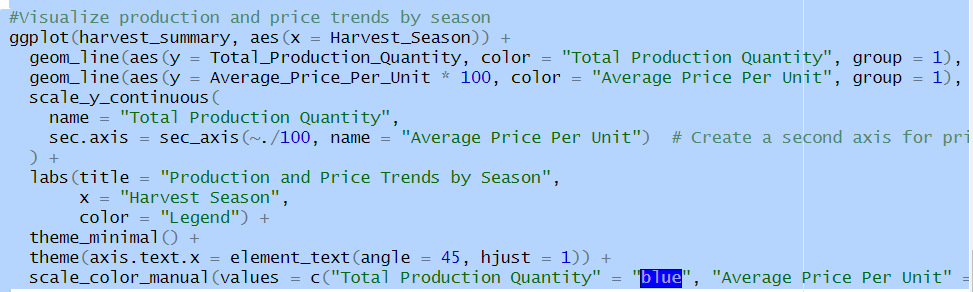 #Visualize production and price trends by season
ggplot(harvest_summary, aes(x = Harvest_Season)) +
  geom_line(aes(y = Total_Production_Quantity, color = "Total Production Quantity", group = 1),
  geom_line(aes(y = Average_Price_Per_Unit * 100, color = "Average Price Per Unit", group = 1),
  scale_y_continuous(
    name = "Total Production Quantity",
    sec.axis = sec_axis(~./100, name = "Average Price Per Unit")  # Create a second axis for pri
  ) +
  labs(title = "Production and Price Trends by Season",
       x = "Harvest Season",
       color = "Legend") +
  theme_minimal() +
  theme(axis.text.x = element_text(angle = 45, hjust = 1)) +
  scale_color_manual(values = c("Total Production Quantity" = "blue", "Average Price Per Unit" =